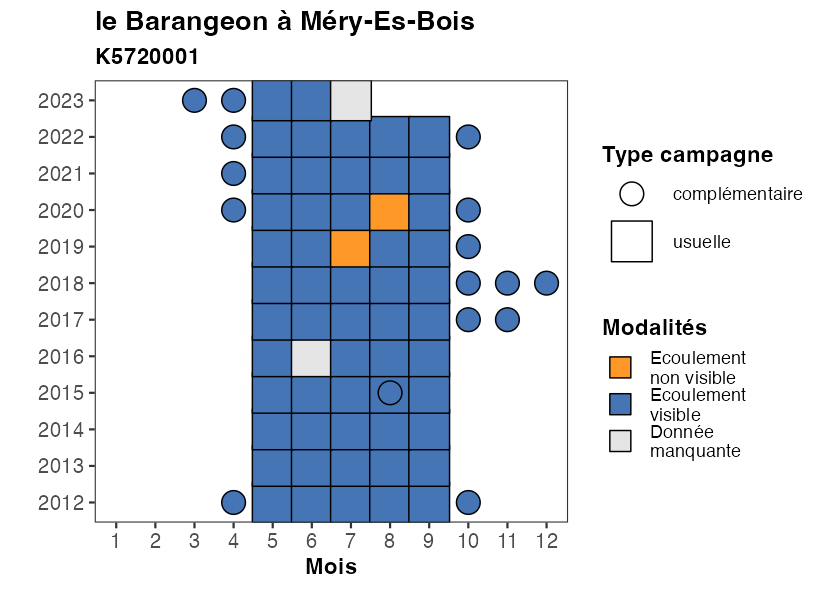 le Barangeon à Méry-Es-Bois
K5720001
2023
2022
2021
2020
2019
2018
2017
2016
2015
2014
2013
2012
1 2 3 4 5 6 7 8 9 10 11 12
Mois
Type campagne
complémentaire
usuelle
Modalités
Ecoulement
non visible
Ecoulement
visible
Donnée
manquante